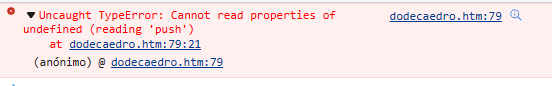 Uncaught TypeError: Cannot read properties of dodecaedro.htm:79
undefined (reading 'push')
at dodecaedro.htm:79:21
(anónimo) @ dodecaedro.htm:79